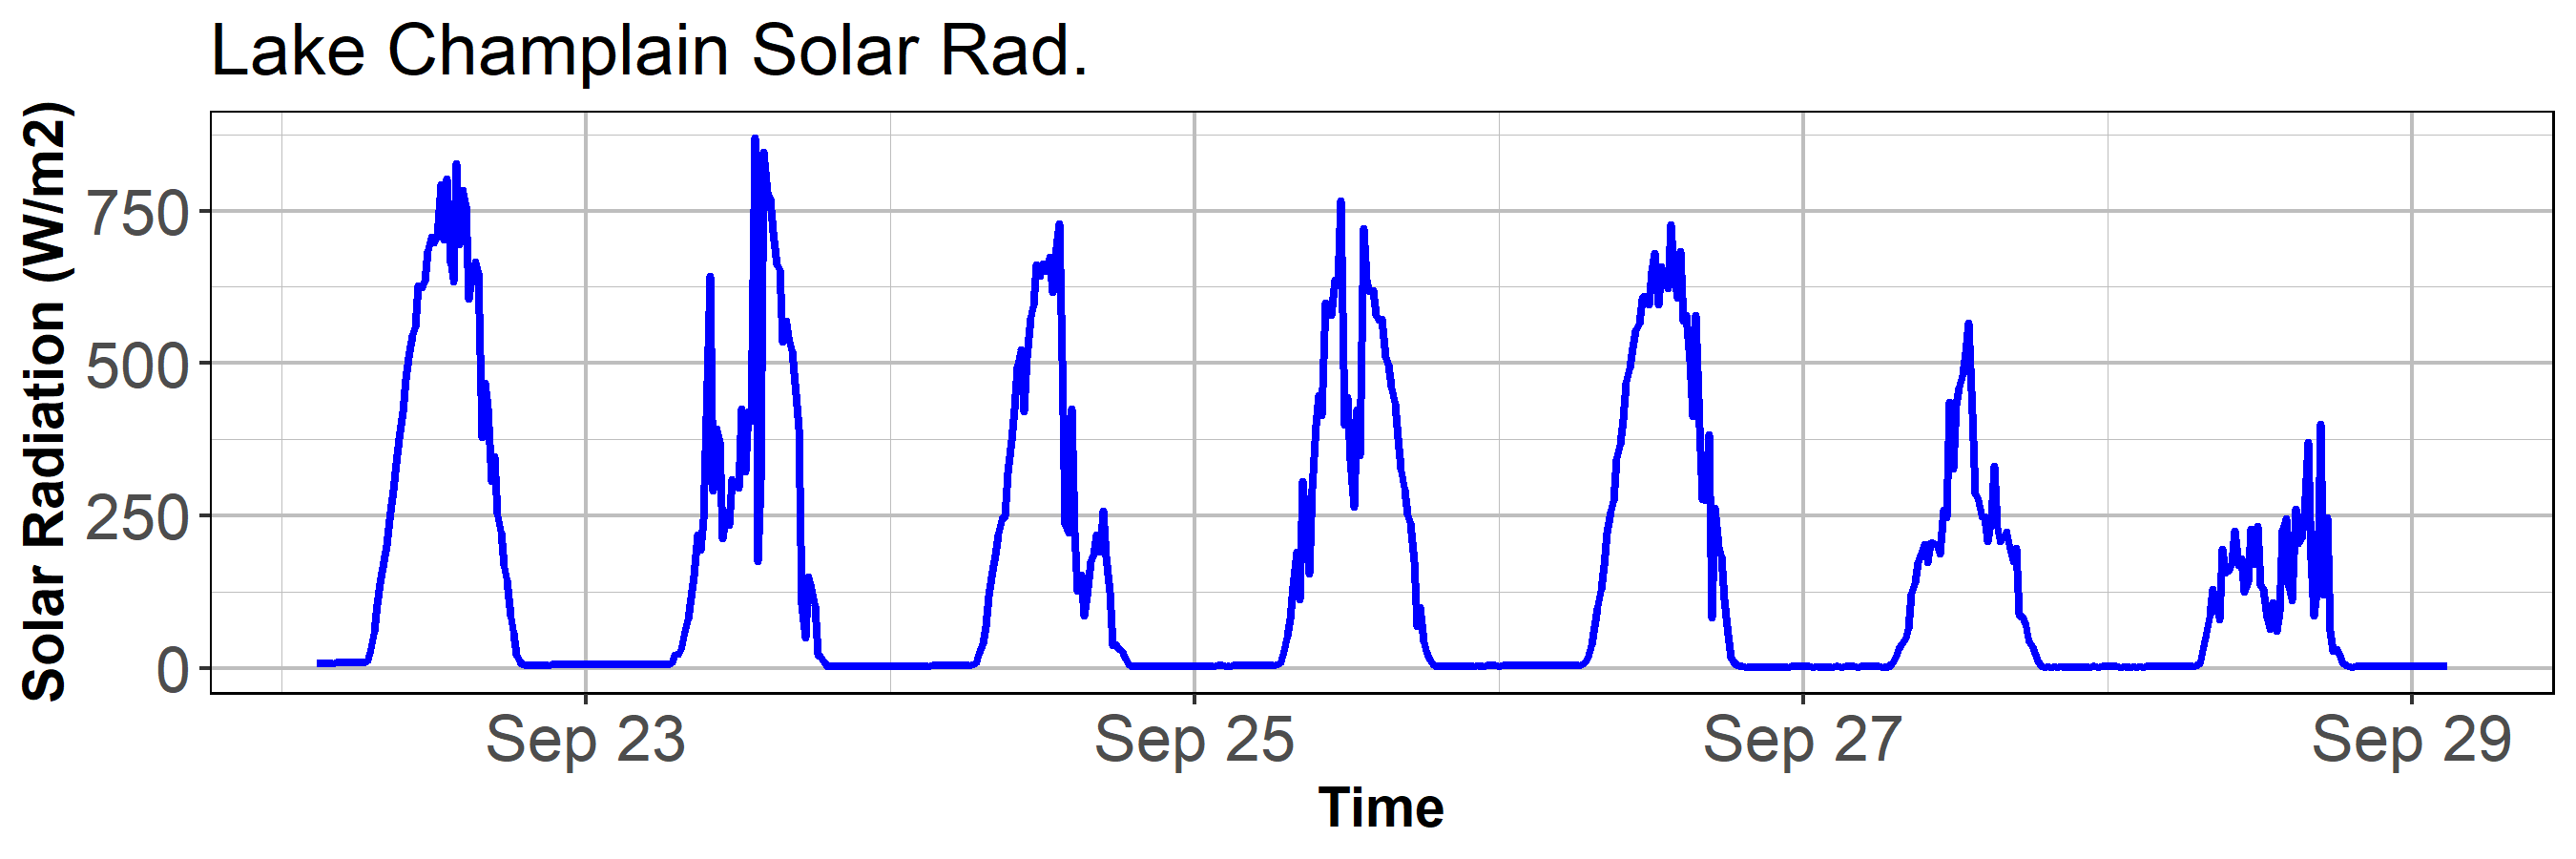 Lake Champlain Solar Rad.
Solar Radiation (W/m2)
750
500
250
0
Sep 23 Sep 25 Sep 27 Sep 29
Time